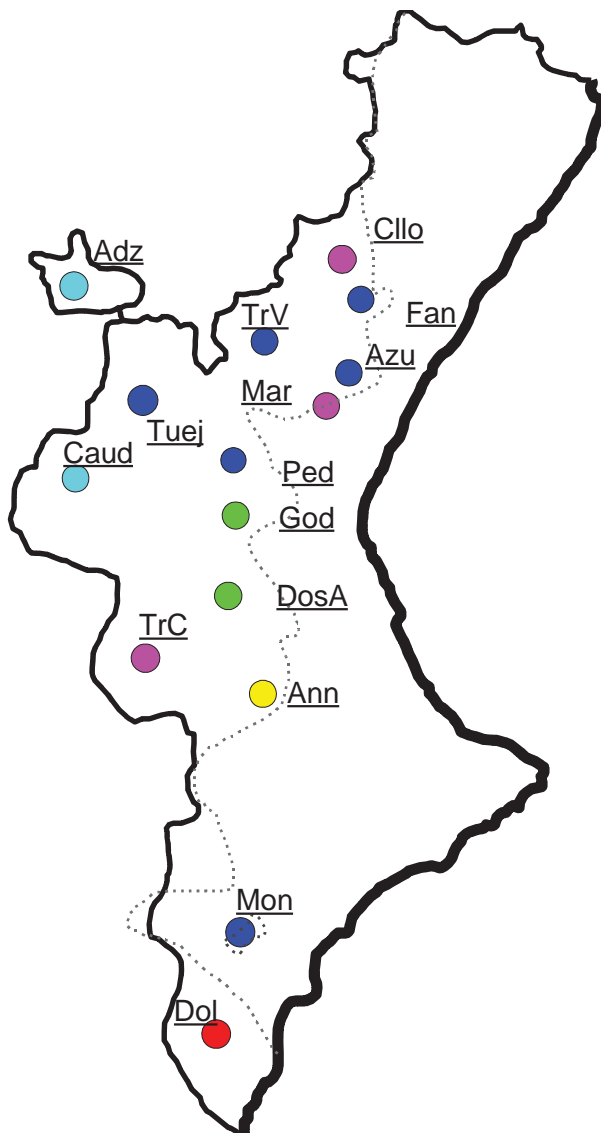 Cllo
Adz
TrV
Fan
Azu
Mar
Tuej
Caud
Ped
God
DosA
TrC
Ann
Mon
Dol